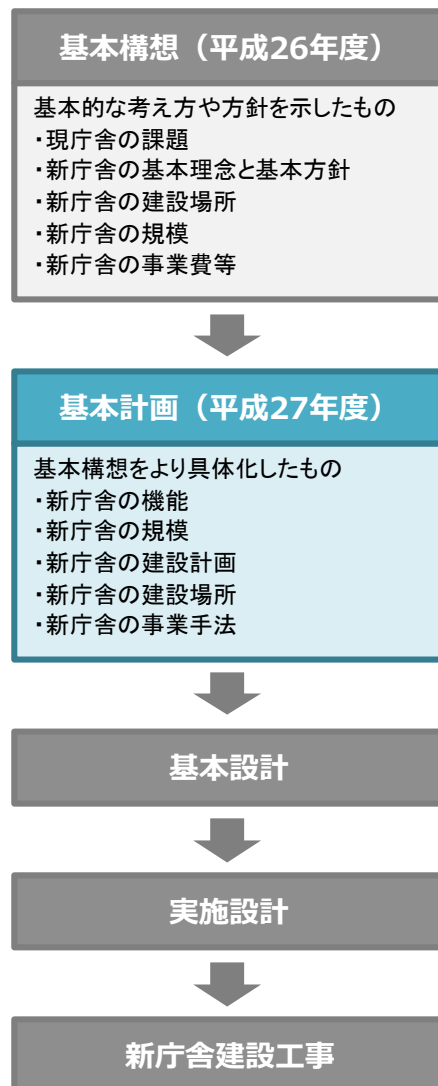 基本構想（平成26年度）
基本的な考え方や方針を示したもの
・現庁舎の課題
・新庁舎の基本理念と基本方針
・新庁舎の建設場所
・新庁舎の規模
・新庁舎の事業費等
基本計画（平成27年度）
基本構想をより具体化したもの
・新庁舎の機能
・新庁舎の規模
・新庁舎の建設計画
・新庁舎の建設場所
・新庁舎の事業手法
基本設計
実施設計
新庁舎建設工事